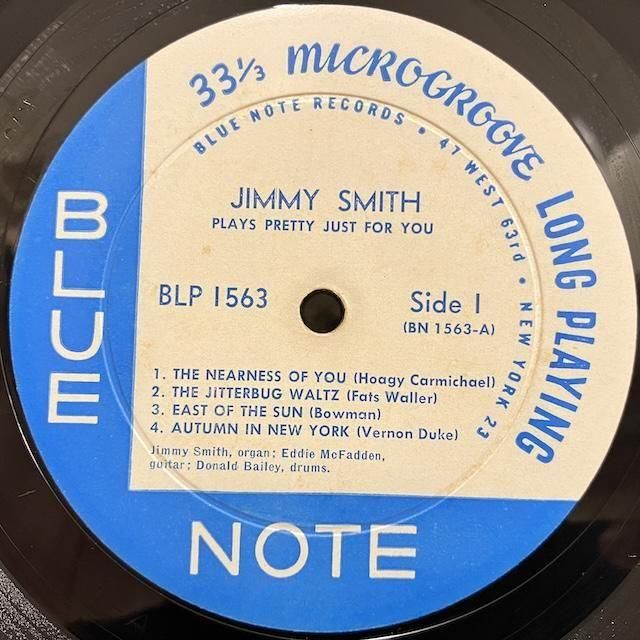 33⅓ MICROGROOVE LONG PLAYING
BLUE NOTE RECORDS • 47 WEST 63rd • NEW YORK 23
JIMMY SMITH
PLAYS PRETTY JUST FOR YOU
BLP 1563
Side 1
(BN 1563-A)
1. THE NEARNESS OF YOU (Hoagy Carmichael)
2. THE JITTERBUG WALTZ (Fats Waller)
3. EAST OF THE SUN (Bowman)
4. AUTUMN IN NEW YORK (Vernon Duke)
Jimmy Smith, organ; Eddie McFadden,
guitar; Donald Bailey, drums.
BLUE
NOTE